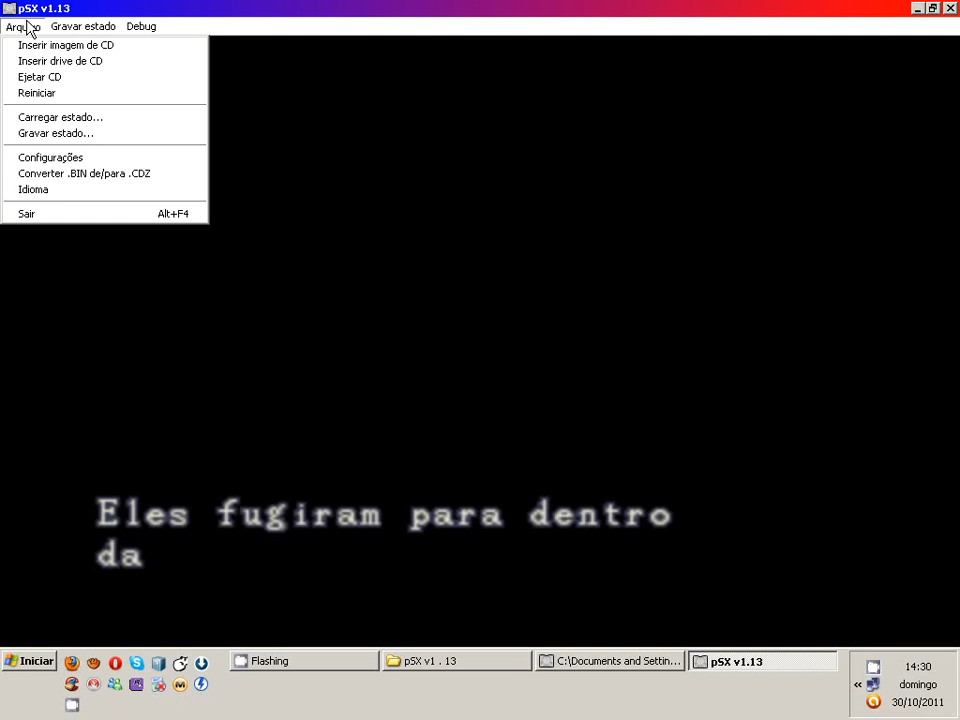 pSX v1.13
Arquivo Gravar estado Debug
Inserir imagem de CD
Inserir drive de CD
Ejetar CD
Reiniciar
Carregar estado...
Gravar estado...
Configurações
Converter .BIN de/para .CDZ
Idioma
Sair Alt+F4
Eles fugiram para dentro
da
Iniciar
Flashing
pSX v1 . 13
C:\Documents and Settin...
pSX v1.13
14:30
domingo
30/10/2011